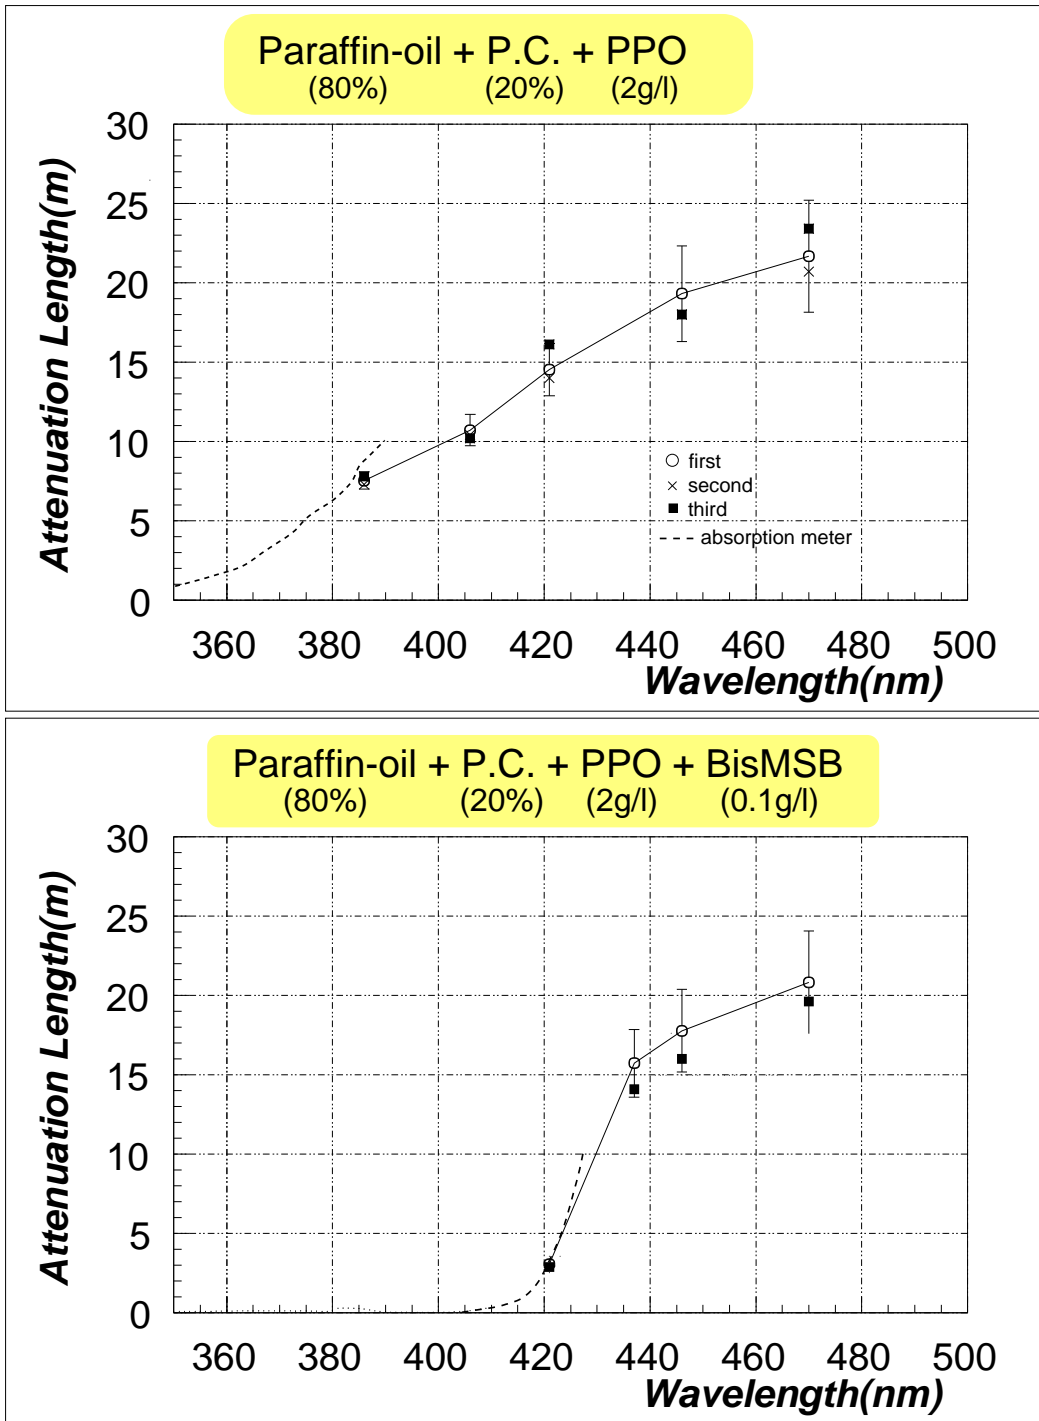 Paraffin-oil + P.C. + PPO
(80%) (20%) (2g/l)
30
25
20
15
10
5
0
Attenuation Length(m)
first
second
third
absorption meter
360 380 400 420 440 460 480 500
Wavelength(nm)
Paraffin-oil + P.C. + PPO + BisMSB
(80%) (20%) (2g/l) (0.1g/l)
30
25
20
15
10
5
0
Attenuation Length(m)
360 380 400 420 440 460 480 500
Wavelength(nm)